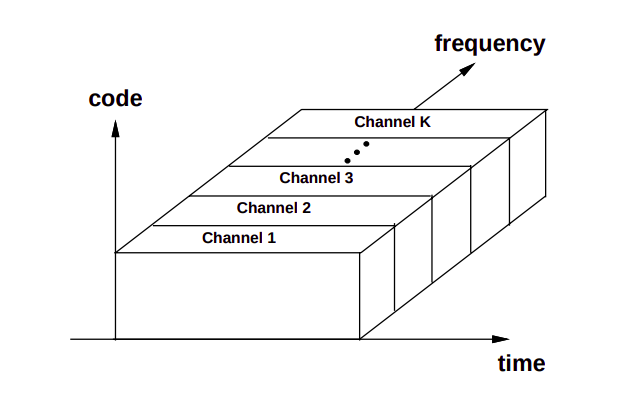 frequency
code
Channel K
Channel 3
Channel 2
Channel 1
time